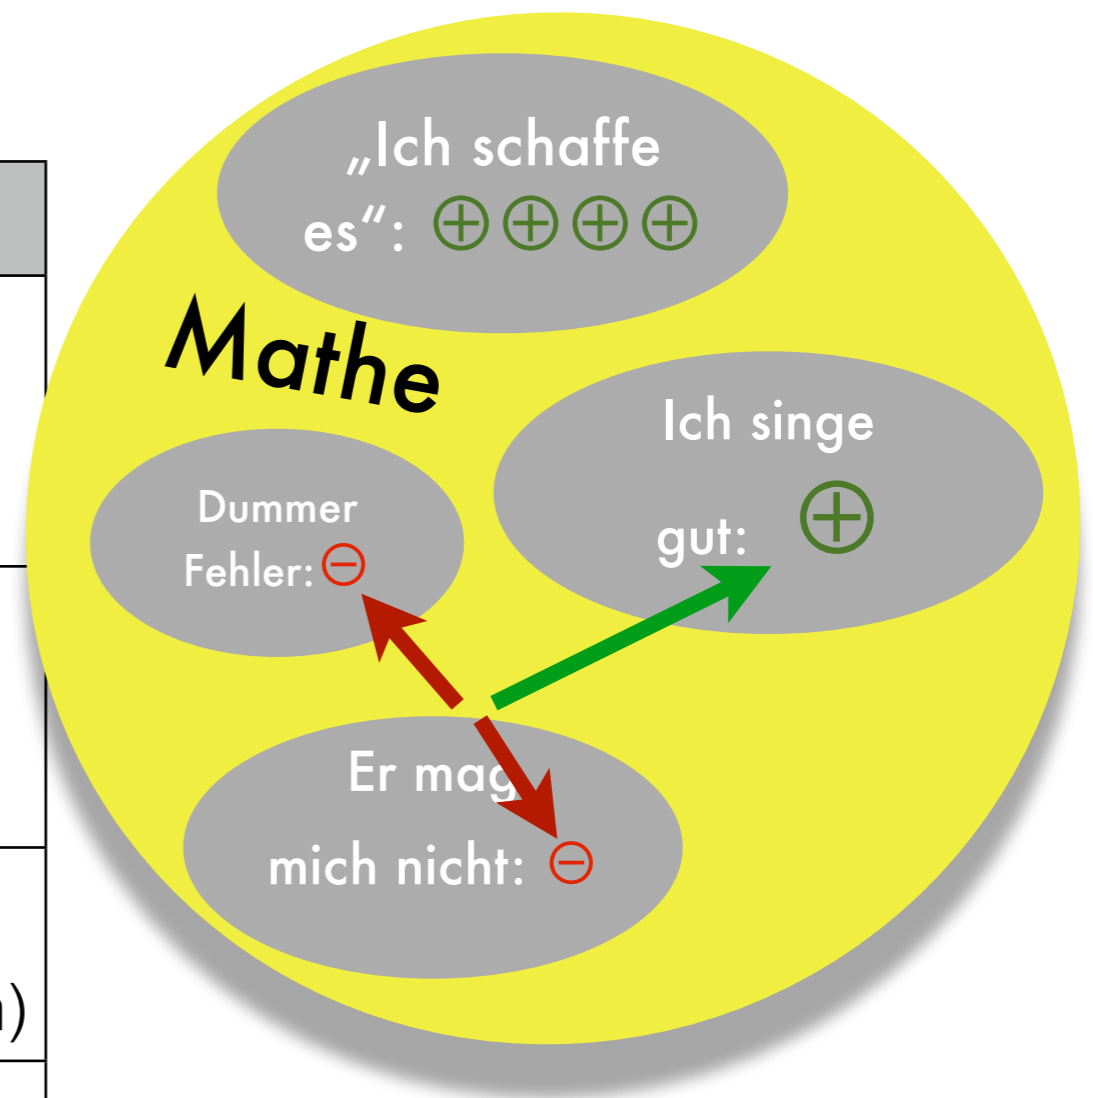 „Ich schaffe
es“: ⊕ ⊕ ⊕ ⊕
Mathe
Ich singe
gut: ⊕
Dummer
Fehler: ⊖
Er mag
mich nicht: ⊖
)